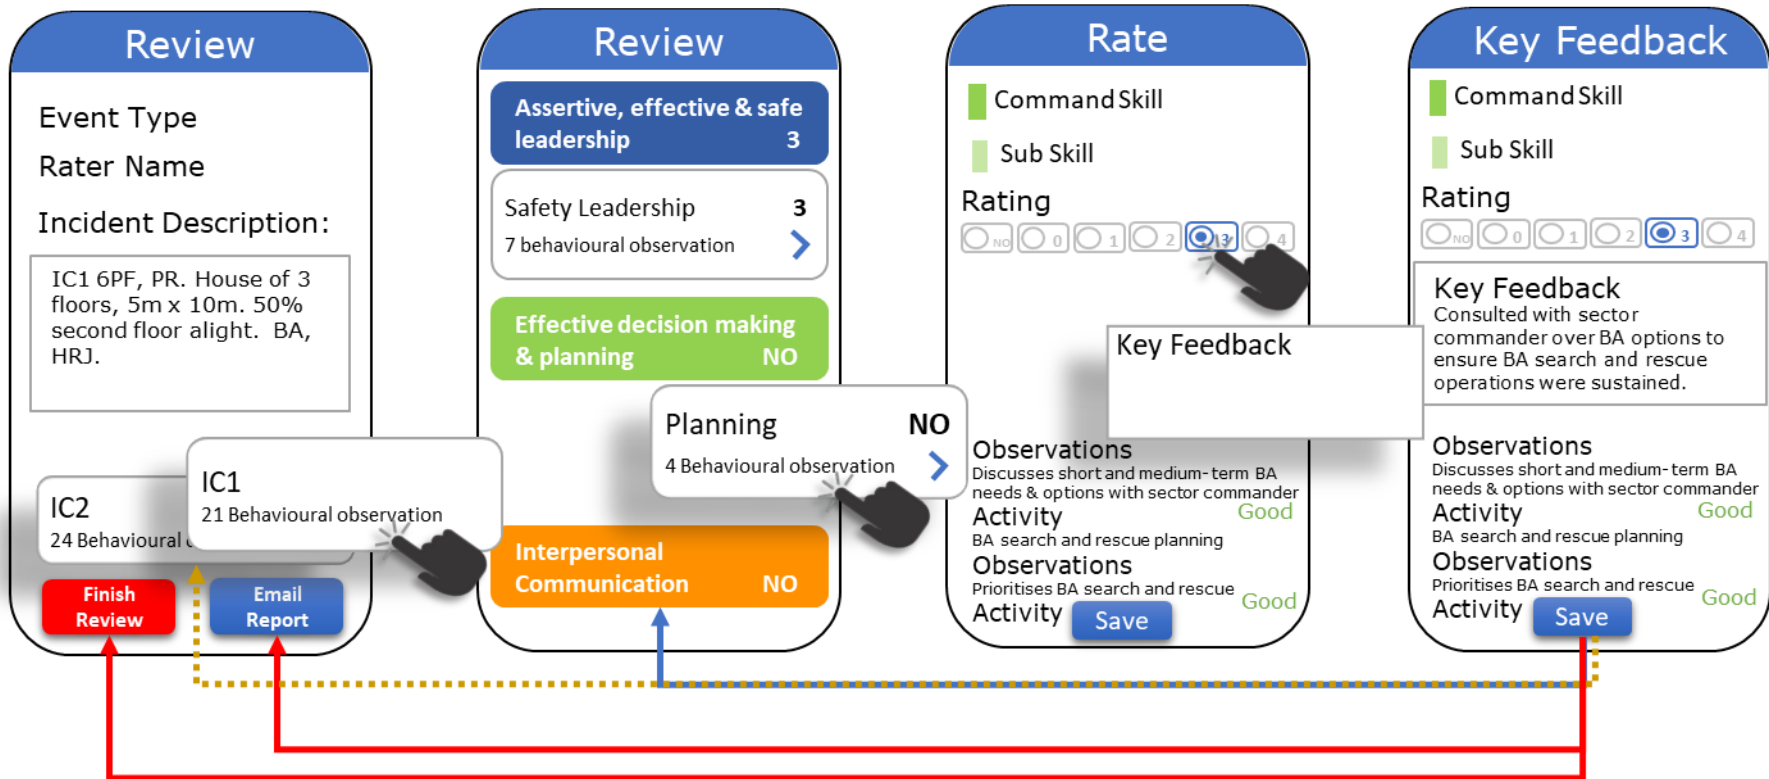 Review
Event Type
Rater Name
Incident Description:
IC1 6PF, PR. House of 3
floors, 5m x 10m. 50%
second floor alight. BA,
HRJ.
IC2
24 Behavioural
IC1
21 Behavioural observation
Finish
Review
Email
Report
Review
Assertive, effective & safe
leadership 3
Safety Leadership 3
7 behavioural observation
Effective decision making
& planning NO
Planning NO
4 Behavioural observation
Interpersonal
Communication NO
Rate
Command Skill
Sub Skill
Rating
NO 0 1 2 3 4
Key Feedback
Observations
Discusses short and medium- term BA
needs & options with sector commander
Activity Good
BA search and rescue planning
Observations
Prioritises BA search and rescue
Good
Activity
Save
Key Feedback
Command Skill
Sub Skill
Rating
NO 0 1 2 3 4
Key Feedback
Consulted with sector
commander over BA options to
ensure BA search and rescue
operations were sustained.
Observations
Discusses short and medium- term BA
needs & options with sector commander
Activity Good
BA search and rescue planning
Observations
Prioritises BA search and rescue
Good
Activity
Save